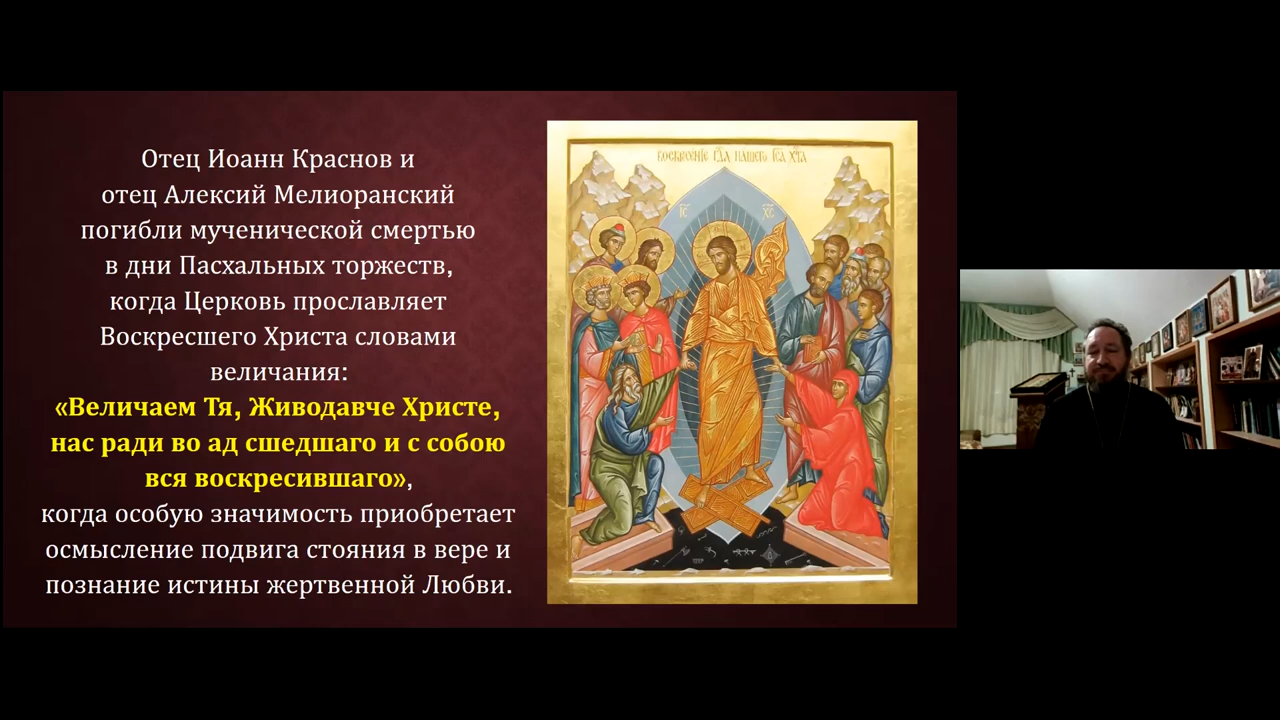 Отец Иоанн Краснов и
отец Алексий Мелиоранский
погибли мученической смертью
в дни Пасхальных торжеств,
когда Церковь прославляет
Воскресшего Христа словами
величания:
«Величаем Тя, Живодавче Христе,
нас ради во ад сшедшаго и с собою
вся воскресившаго»,
когда особую значимость приобретает
осмысление подвига стояния в вере и
познание истины жертвенной Любви.